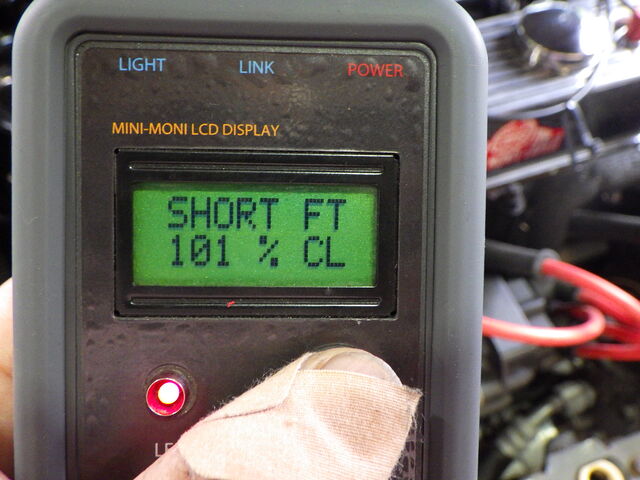 LIGHT LINK POWER
MINI-MONI LCD DISPLAY
SHORT FT
101 % CL